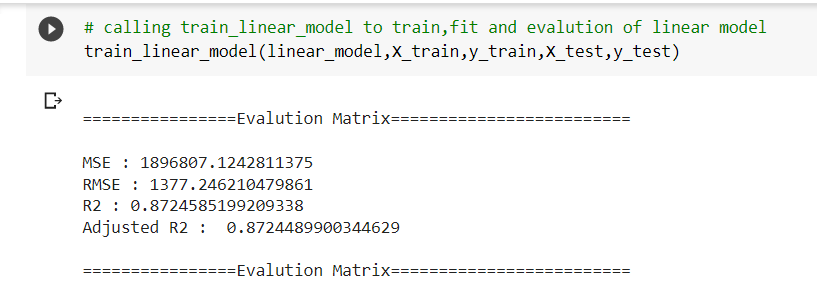 # calling train_linear_model to train,fit and evalution of linear model
train_linear_model(linear_model,X_train,y_train,X_test,y_test)
================Evalution Matrix=========================
MSE : 1896807.1242811375
RMSE : 1377.246210479861
R2 : 0.8724585199209338
Adjusted R2 :  0.8724489900344629
================Evalution Matrix=========================